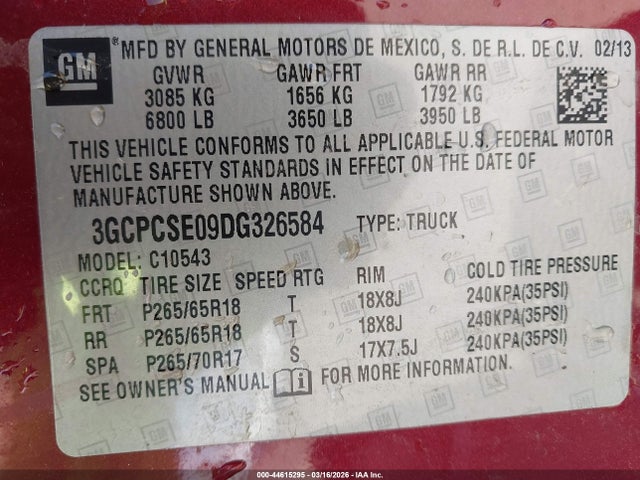 GM ® MFD BY GENERAL MOTORS DE MEXICO, S. DE R.L. DE C.V. 02/13
GVWR GAWR FRT GAWR RR
3085 KG 1656 KG 1792 KG
6800 LB 3650 LB 3950 LB
THIS VEHICLE CONFORMS TO ALL APPLICABLE U.S. FEDERAL MOTOR
VEHICLE SAFETY STANDARDS IN EFFECT ON THE DATE OF
MANUFACTURE SHOWN ABOVE.
3GCPCSE09DG326584 TYPE: TRUCK
MODEL: C10543
CCRQ TIRE SIZE SPEED RTG RIM COLD TIRE PRESSURE
FRT P265/65R18 T 18X8J 240KPA(35PSI)
RR P265/65R18 T 18X8J 240KPA(35PSI)
SPA P265/70R17 S 17X7.5J 240KPA(35PSI)
SEE OWNER'S MANUAL i FOR MORE INFORMATION.
000-44615295 - 03/16/2026 - IAA Inc.